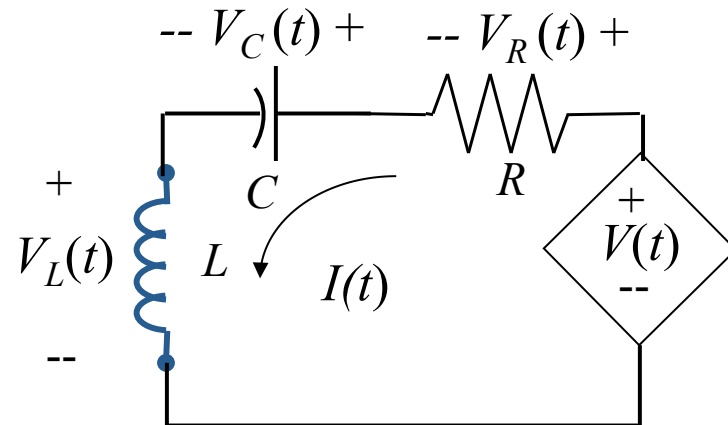 -- V_C(t) + -- V_R(t) +
C R
+ +
V_L(t) L I(t) V(t)
-- --